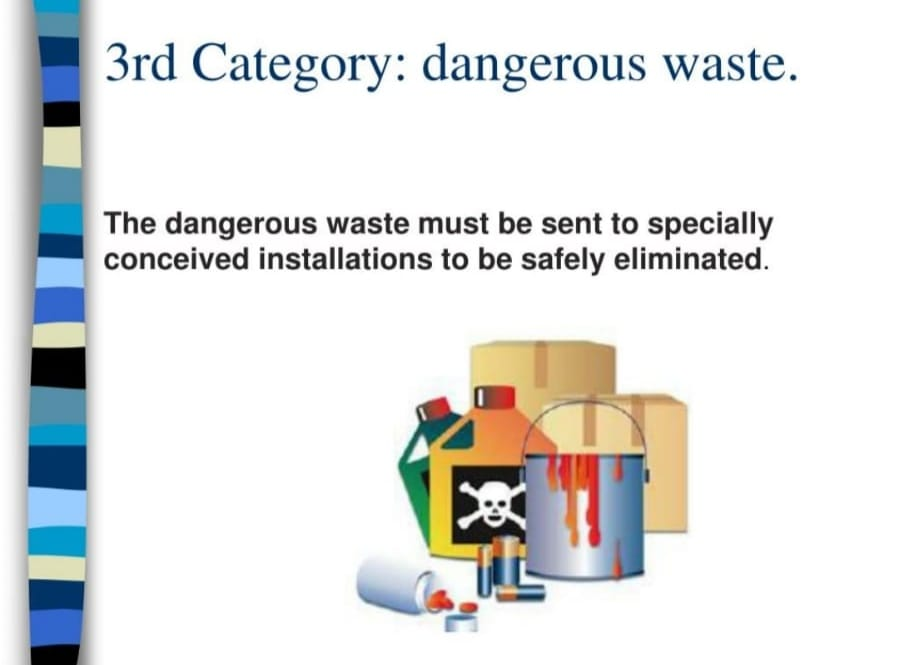 3rd Category: dangerous waste.
The dangerous waste must be sent to specially
conceived installations to be safely eliminated.